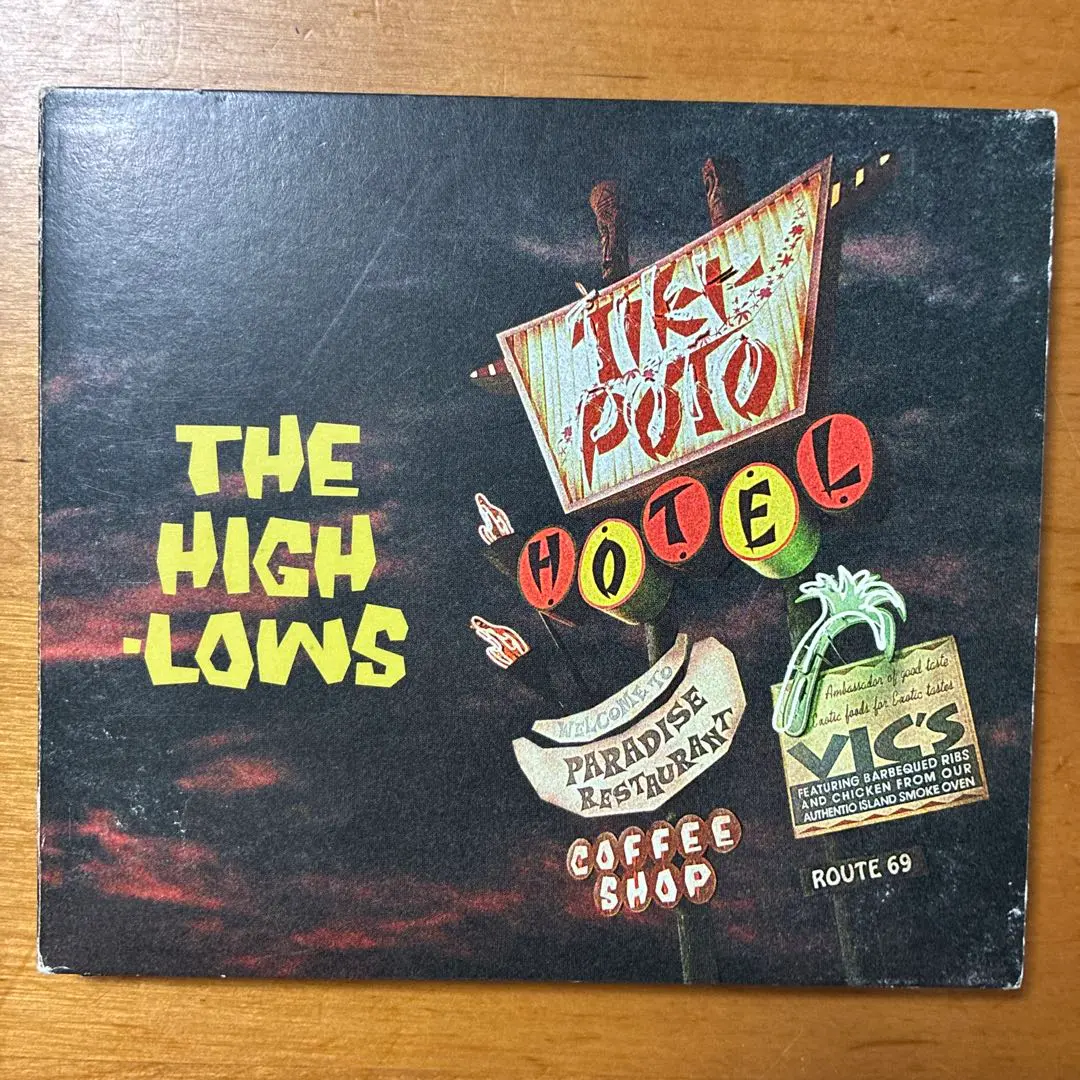 THE
HIGH
-LOWS
TIKI-
POTO
HOTEL
WELCOME TO
PARADISE
RESTAURANT
COFFEE
SHOP
Ambassador of good taste
Exotic foods for Exotic tastes
VIC'S
FEATURING BARBEQUED RIBS
AND CHICKEN FROM OUR
AUTHENTIO ISLAND SMOKE OVEN
ROUTE 69